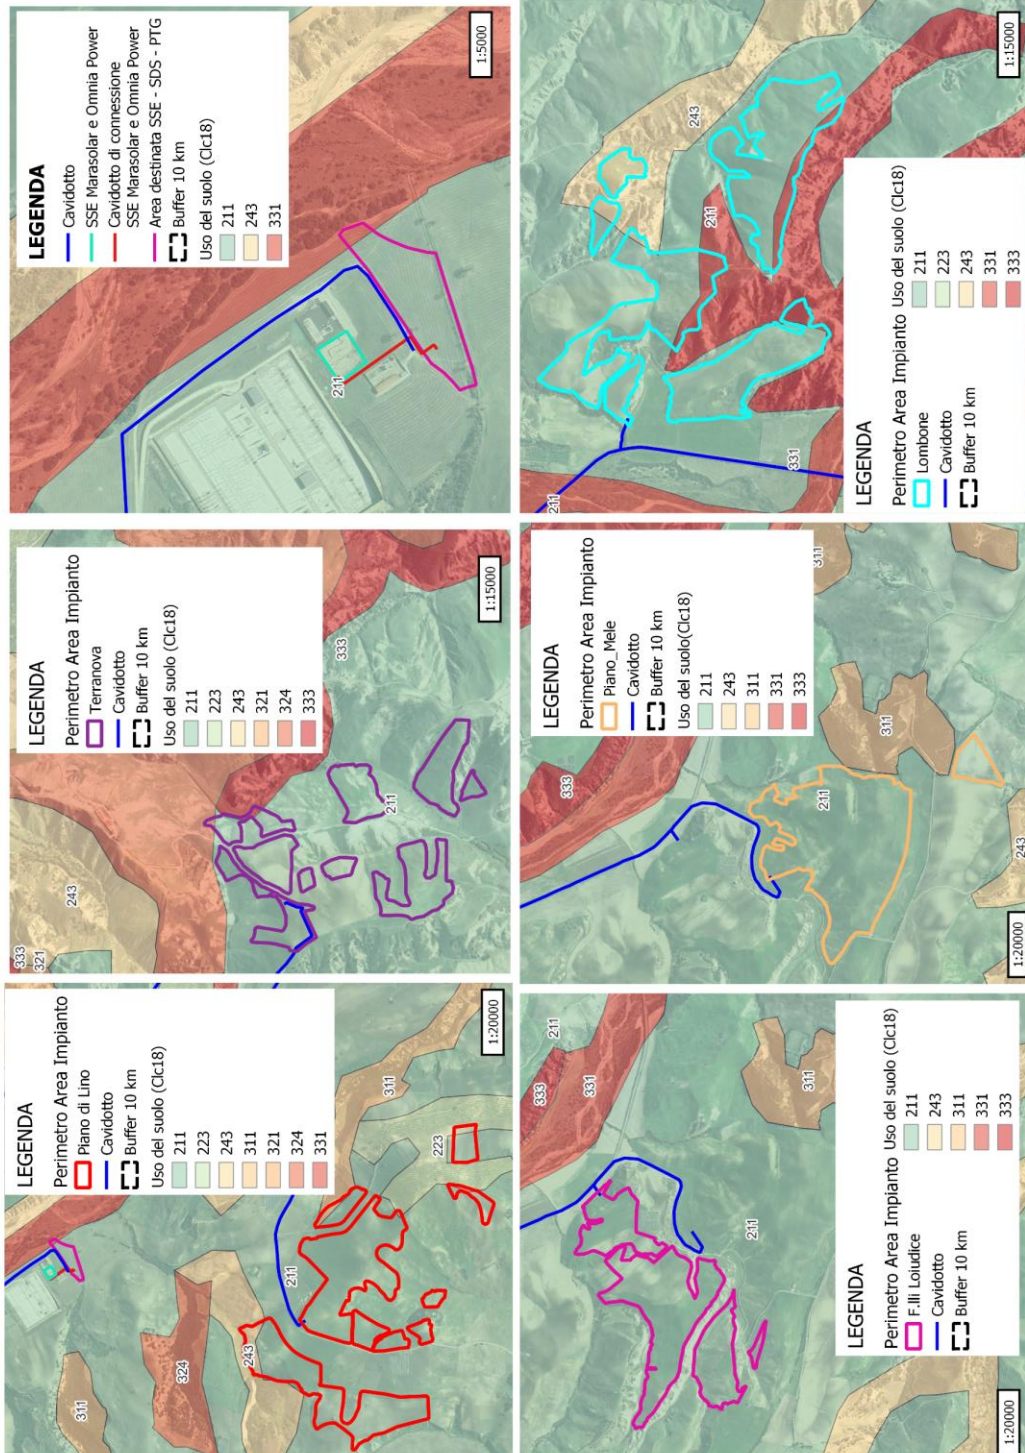 LEGENDA
Perimetro Area Impianto
Piano di Lino
Cavidotto
Buffer 10 km
Uso del suolo (Clc18)
211
223
243
311
321
324
331
311
324
243
211
311
223
1:20000
333
321
243
LEGENDA
Perimetro Area Impianto
Terranova
Cavidotto
Buffer 10 km
Uso del suolo (Clc18)
211
223
243
321
324
333
333
211
1:15000
LEGENDA
Cavidotto
SSE Marasolar e Omnia Power
Cavidotto di connessione
SSE Marasolar e Omnia Power
Area destinata SSE - SDS - PTG
Buffer 10 km
Uso del suolo (Clc18)
211
243
331
211
1:5000
333
331
211
211
311
LEGENDA
Perimetro Area Impianto
F.lli Loludice
Cavidotto
Buffer 10 km
Uso del suolo (Clc18)
211
243
311
331
333
1:20000
LEGENDA
Perimetro Area Impianto
Piano_Mele
Cavidotto
Buffer 10 km
Uso del suolo(Clc18)
211
243
311
331
333
333
211
311
311
243
1:20000
211
243
211
331
LEGENDA
Perimetro Area Impianto
Lombone
Cavidotto
Buffer 10 km
Uso del suolo (Clc18)
211
223
243
331
333
1:15000